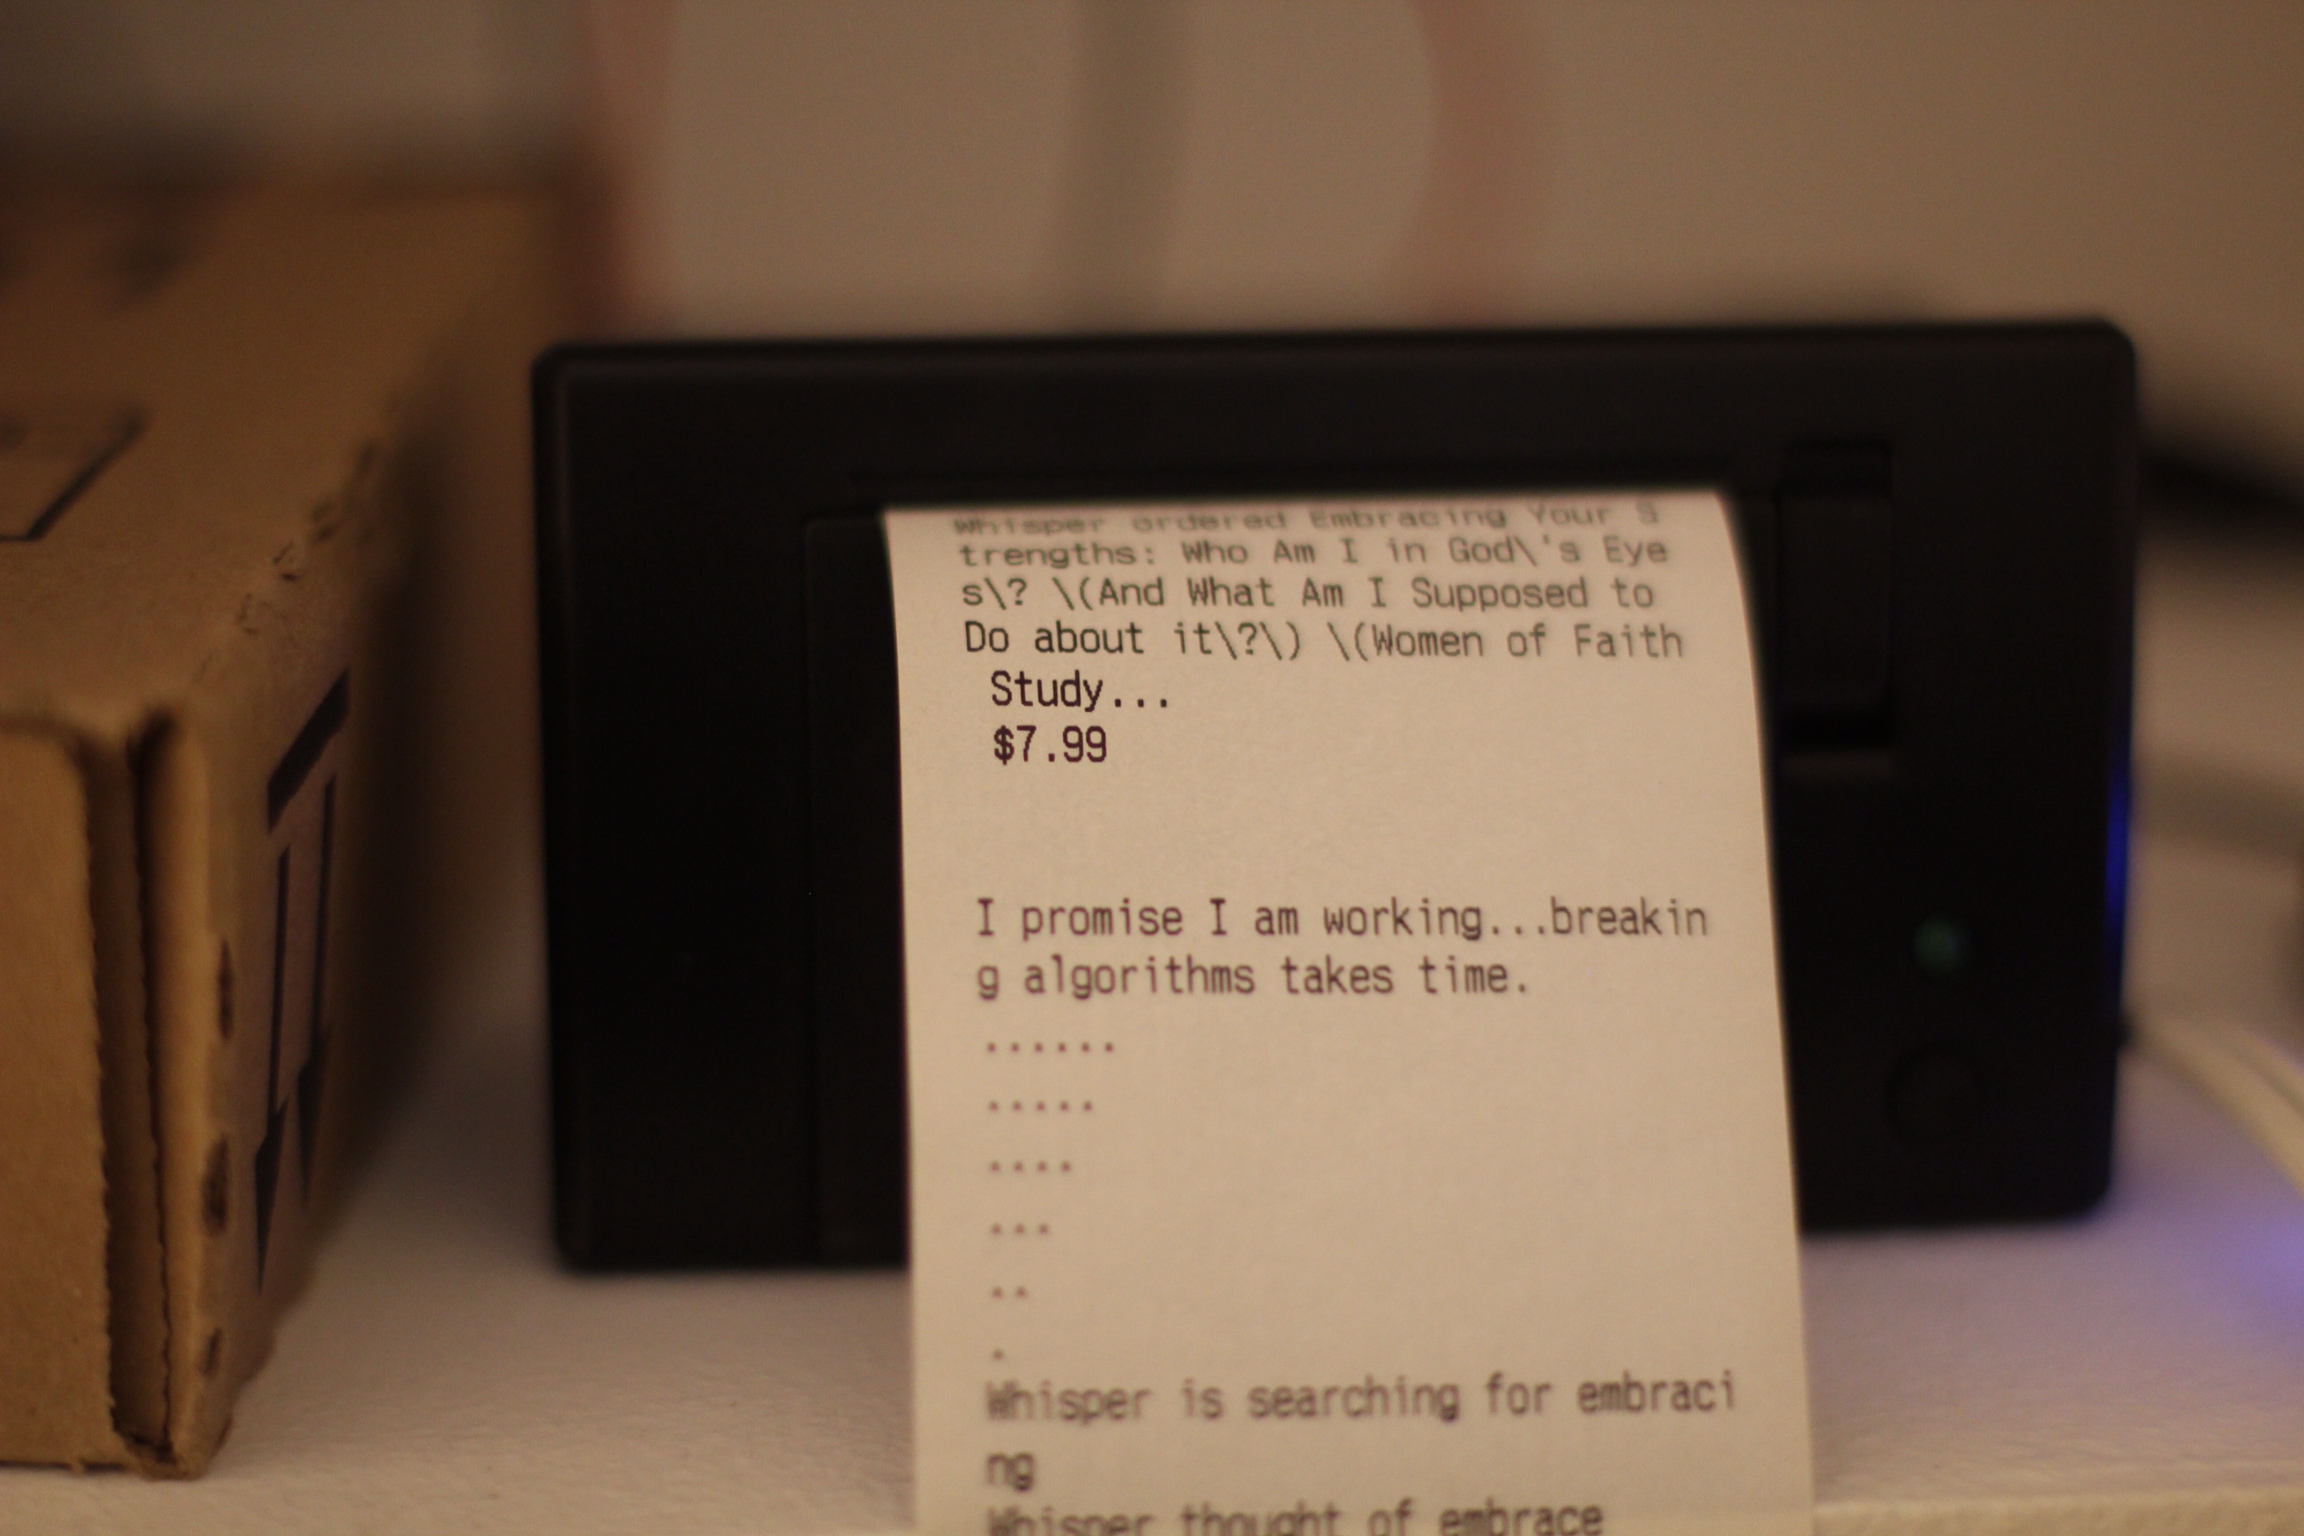 Whisper ordered Embracing Your S
trengths: Who Am I in God\'s Eye
s\? \(And What Am I Supposed to
Do about it\?\) \(Women of Faith
Study...
$7.99
I promise I am working...breakin
g algorithms takes time.
......
.....
....
...
..
.
Whisper is searching for embraci
ng
Whisper thought of embrace